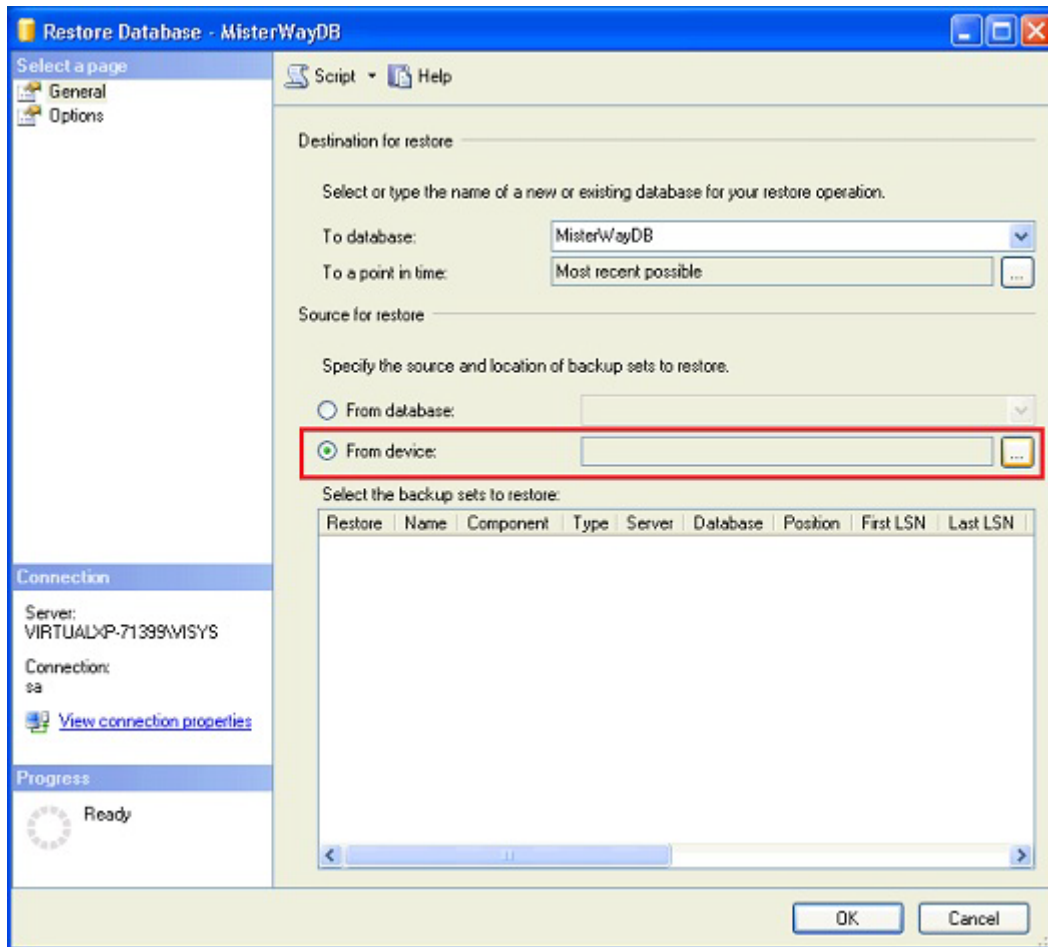 Restore Database - MisterWayDB
Select a page
General
Options
Script
Help
Destination for restore
Select or type the name of a new or existing database for your restore operation.
To database:
MisterWayDB
To a point in time:
Most recent possible
...
Source for restore
Specify the source and location of backup sets to restore.
From database:
From device:
...
Select the backup sets to restore:
Restore Name Component Type Server Database Position First LSN Last LSN
Connection
Server:
VIRTUALXP-71399\VISYS
Connection:
sa
View connection properties
Progress
Ready
OK
Cancel